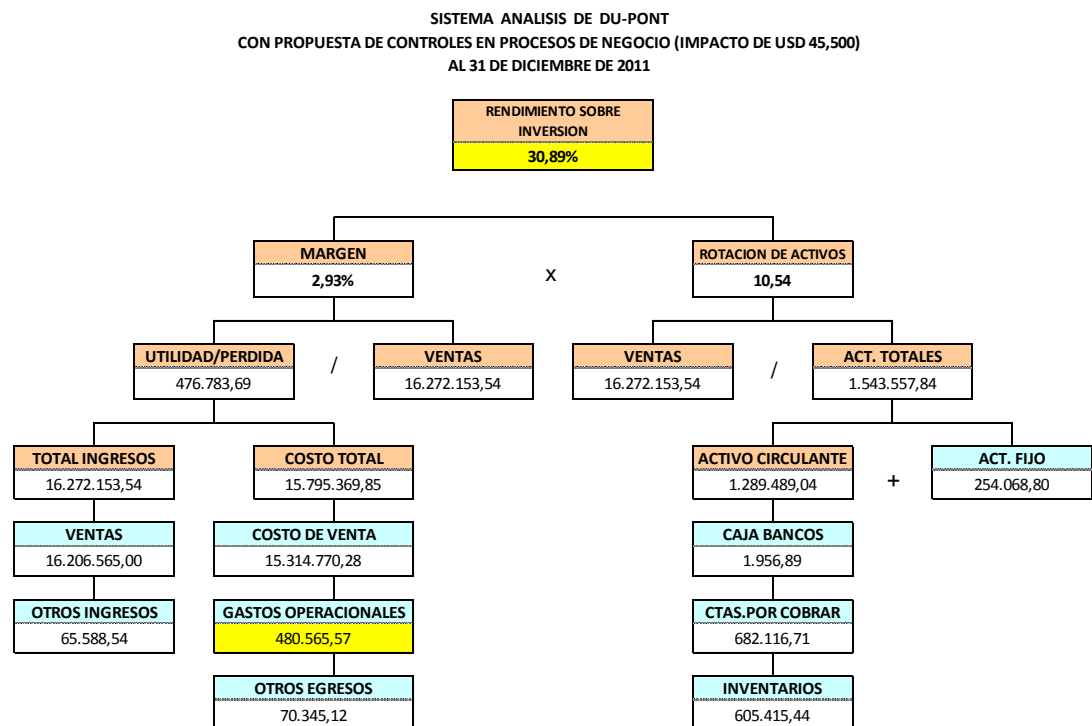 SISTEMA ANALISIS DE DU-PONT
CON PROPUESTA DE CONTROLES EN PROCESOS DE NEGOCIO (IMPACTO DE USD 45,500)
AL 31 DE DICIEMBRE DE 2011
RENDIMIENTO SOBRE
INVERSION
30,89%
MARGEN
2,93%
X
ROTACION DE ACTIVOS
10,54
UTILIDAD/PERDIDA
476.783,69
/
VENTAS
16.272.153,54
VENTAS
16.272.153,54
/
ACT. TOTALES
1.543.557,84
TOTAL INGRESOS
16.272.153,54
COSTO TOTAL
15.795.369,85
ACTIVO CIRCULANTE
1.289.489,04
+
ACT. FIJO
254.068,80
VENTAS
16.206.565,00
COSTO DE VENTA
15.314.770,28
CAJA BANCOS
1.956,89
OTROS INGRESOS
65.588,54
GASTOS OPERACIONALES
480.565,57
CTAS.POR COBRAR
682.116,71
OTROS EGRESOS
70.345,12
INVENTARIOS
605.415,44